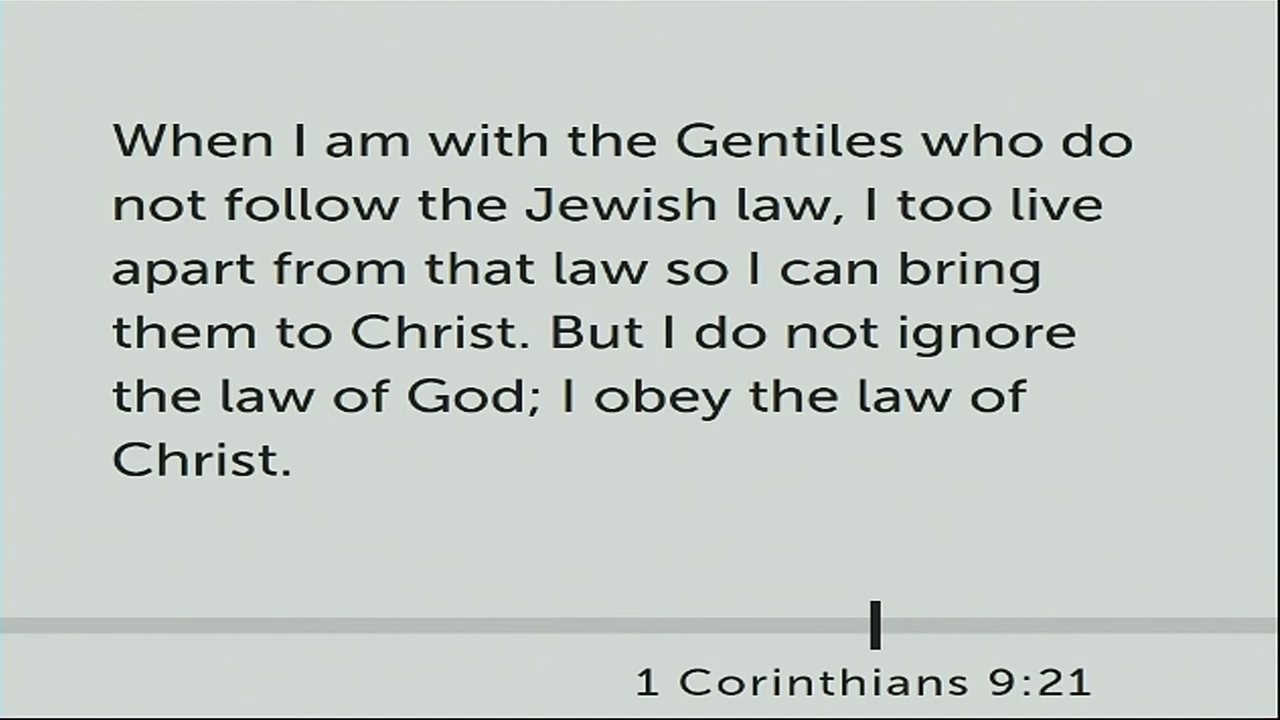 When I am with the Gentiles who do
not follow the Jewish law, I too live
apart from that law so I can bring
them to Christ. But I do not ignore
the law of God; I obey the law of
Christ.
1 Corinthians 9:21